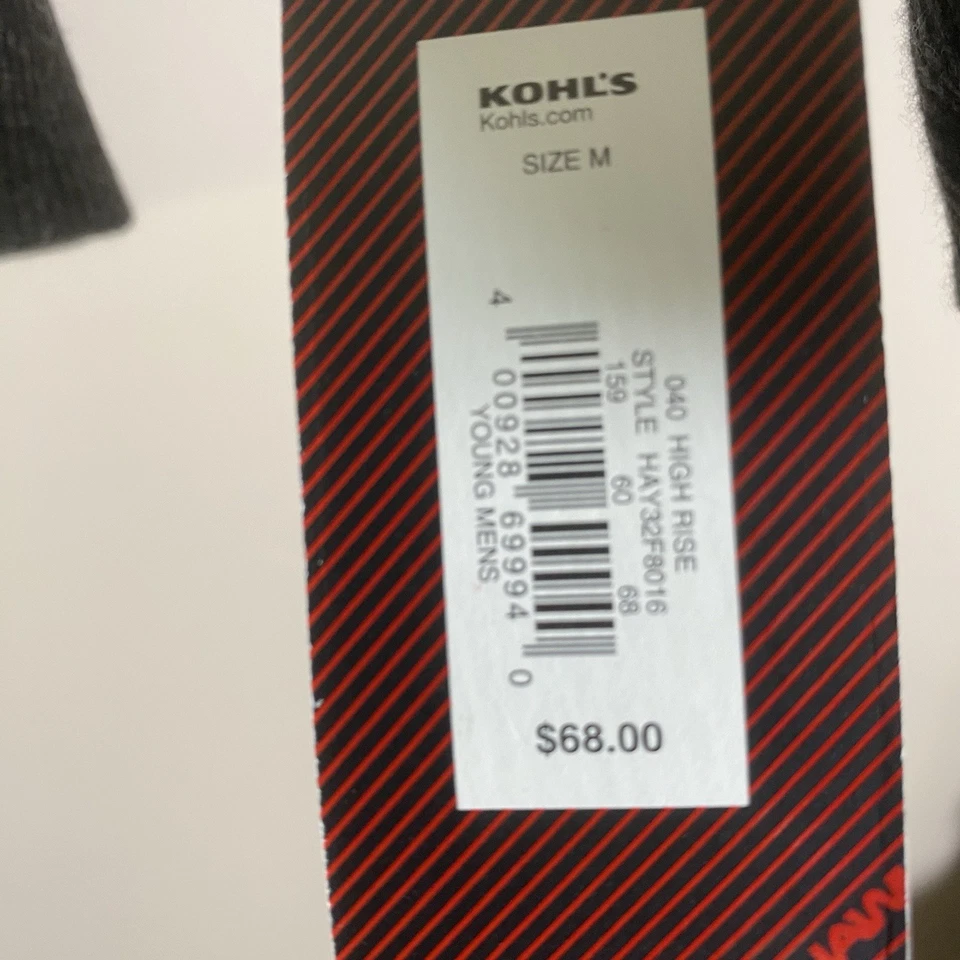 KOHL'S
Kohls.com
SIZE M
040 HIGH RISE
STYLE HAY32F8016
159 60 68
4 00928 69994 0
YOUNG MENS
$68.00